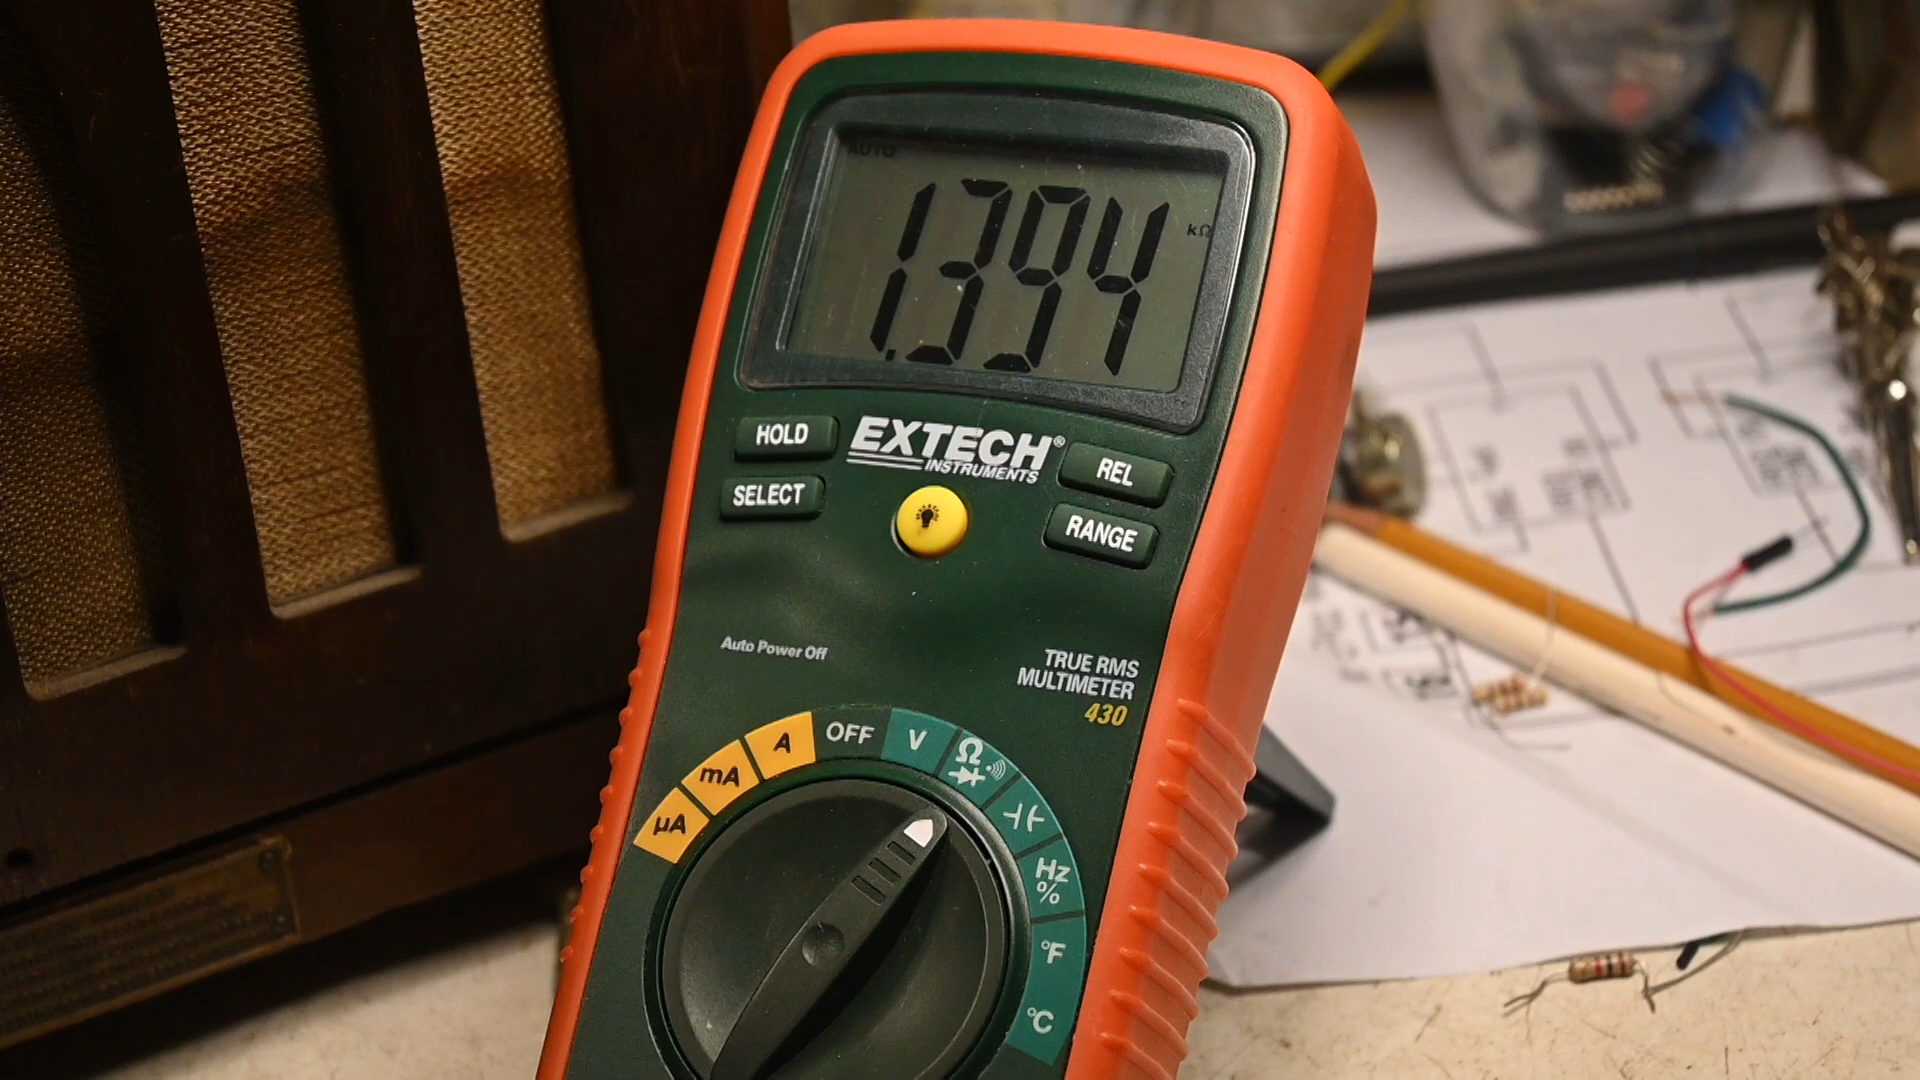 AUTO
1.394
kΩ
HOLD
EXTECH®
INSTRUMENTS
REL
SELECT
RANGE
Auto Power Off
TRUE RMS
MULTIMETER
430
µA
mA
A
OFF
V
Ω
Hz
%
°F
°C